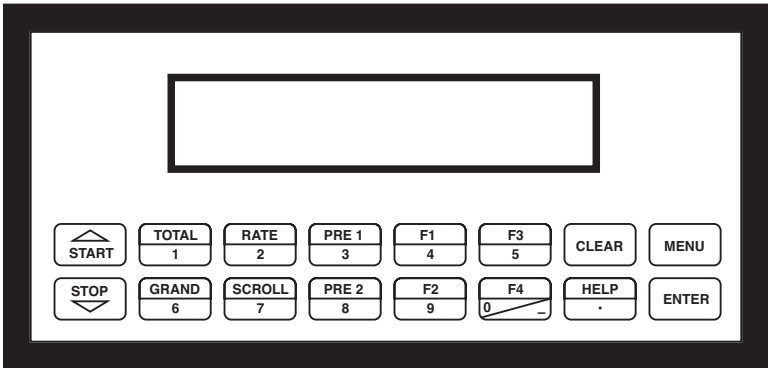 START
TOTAL 1
RATE 2
PRE 1 3
F1 4
F3 5
CLEAR
MENU
STOP
GRAND 6
SCROLL 7
PRE 2 8
F2 9
F4 0 –
HELP .
ENTER